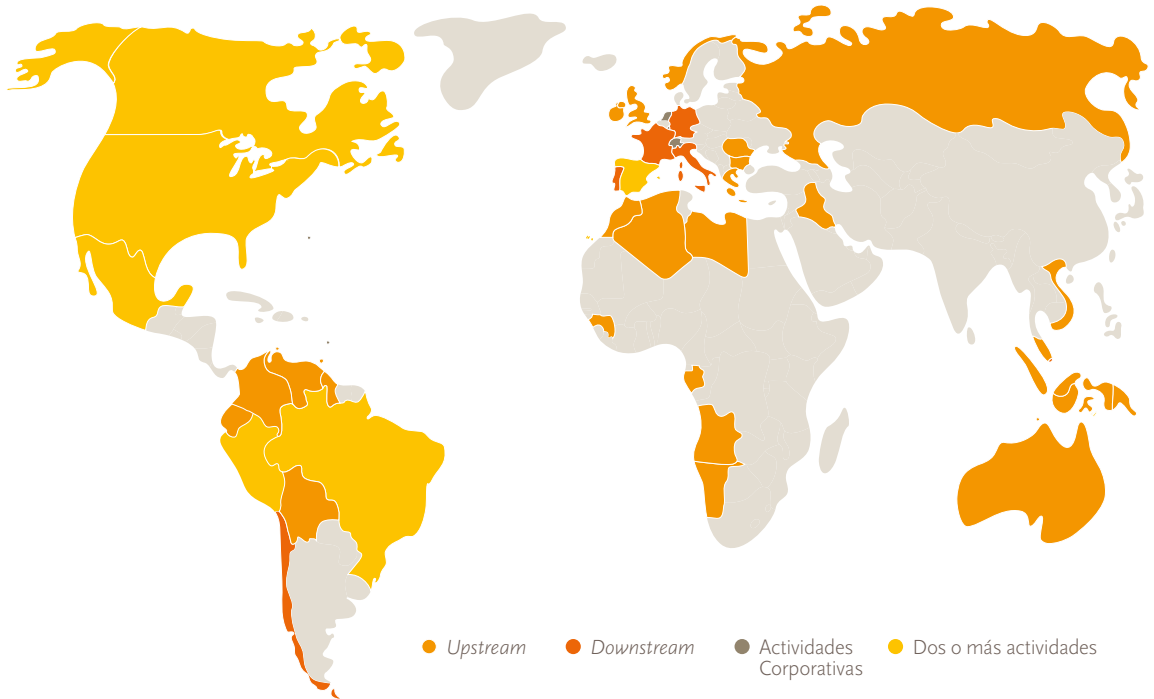 Upstream
Downstream
Actividades
Corporativas
Dos o más actividades